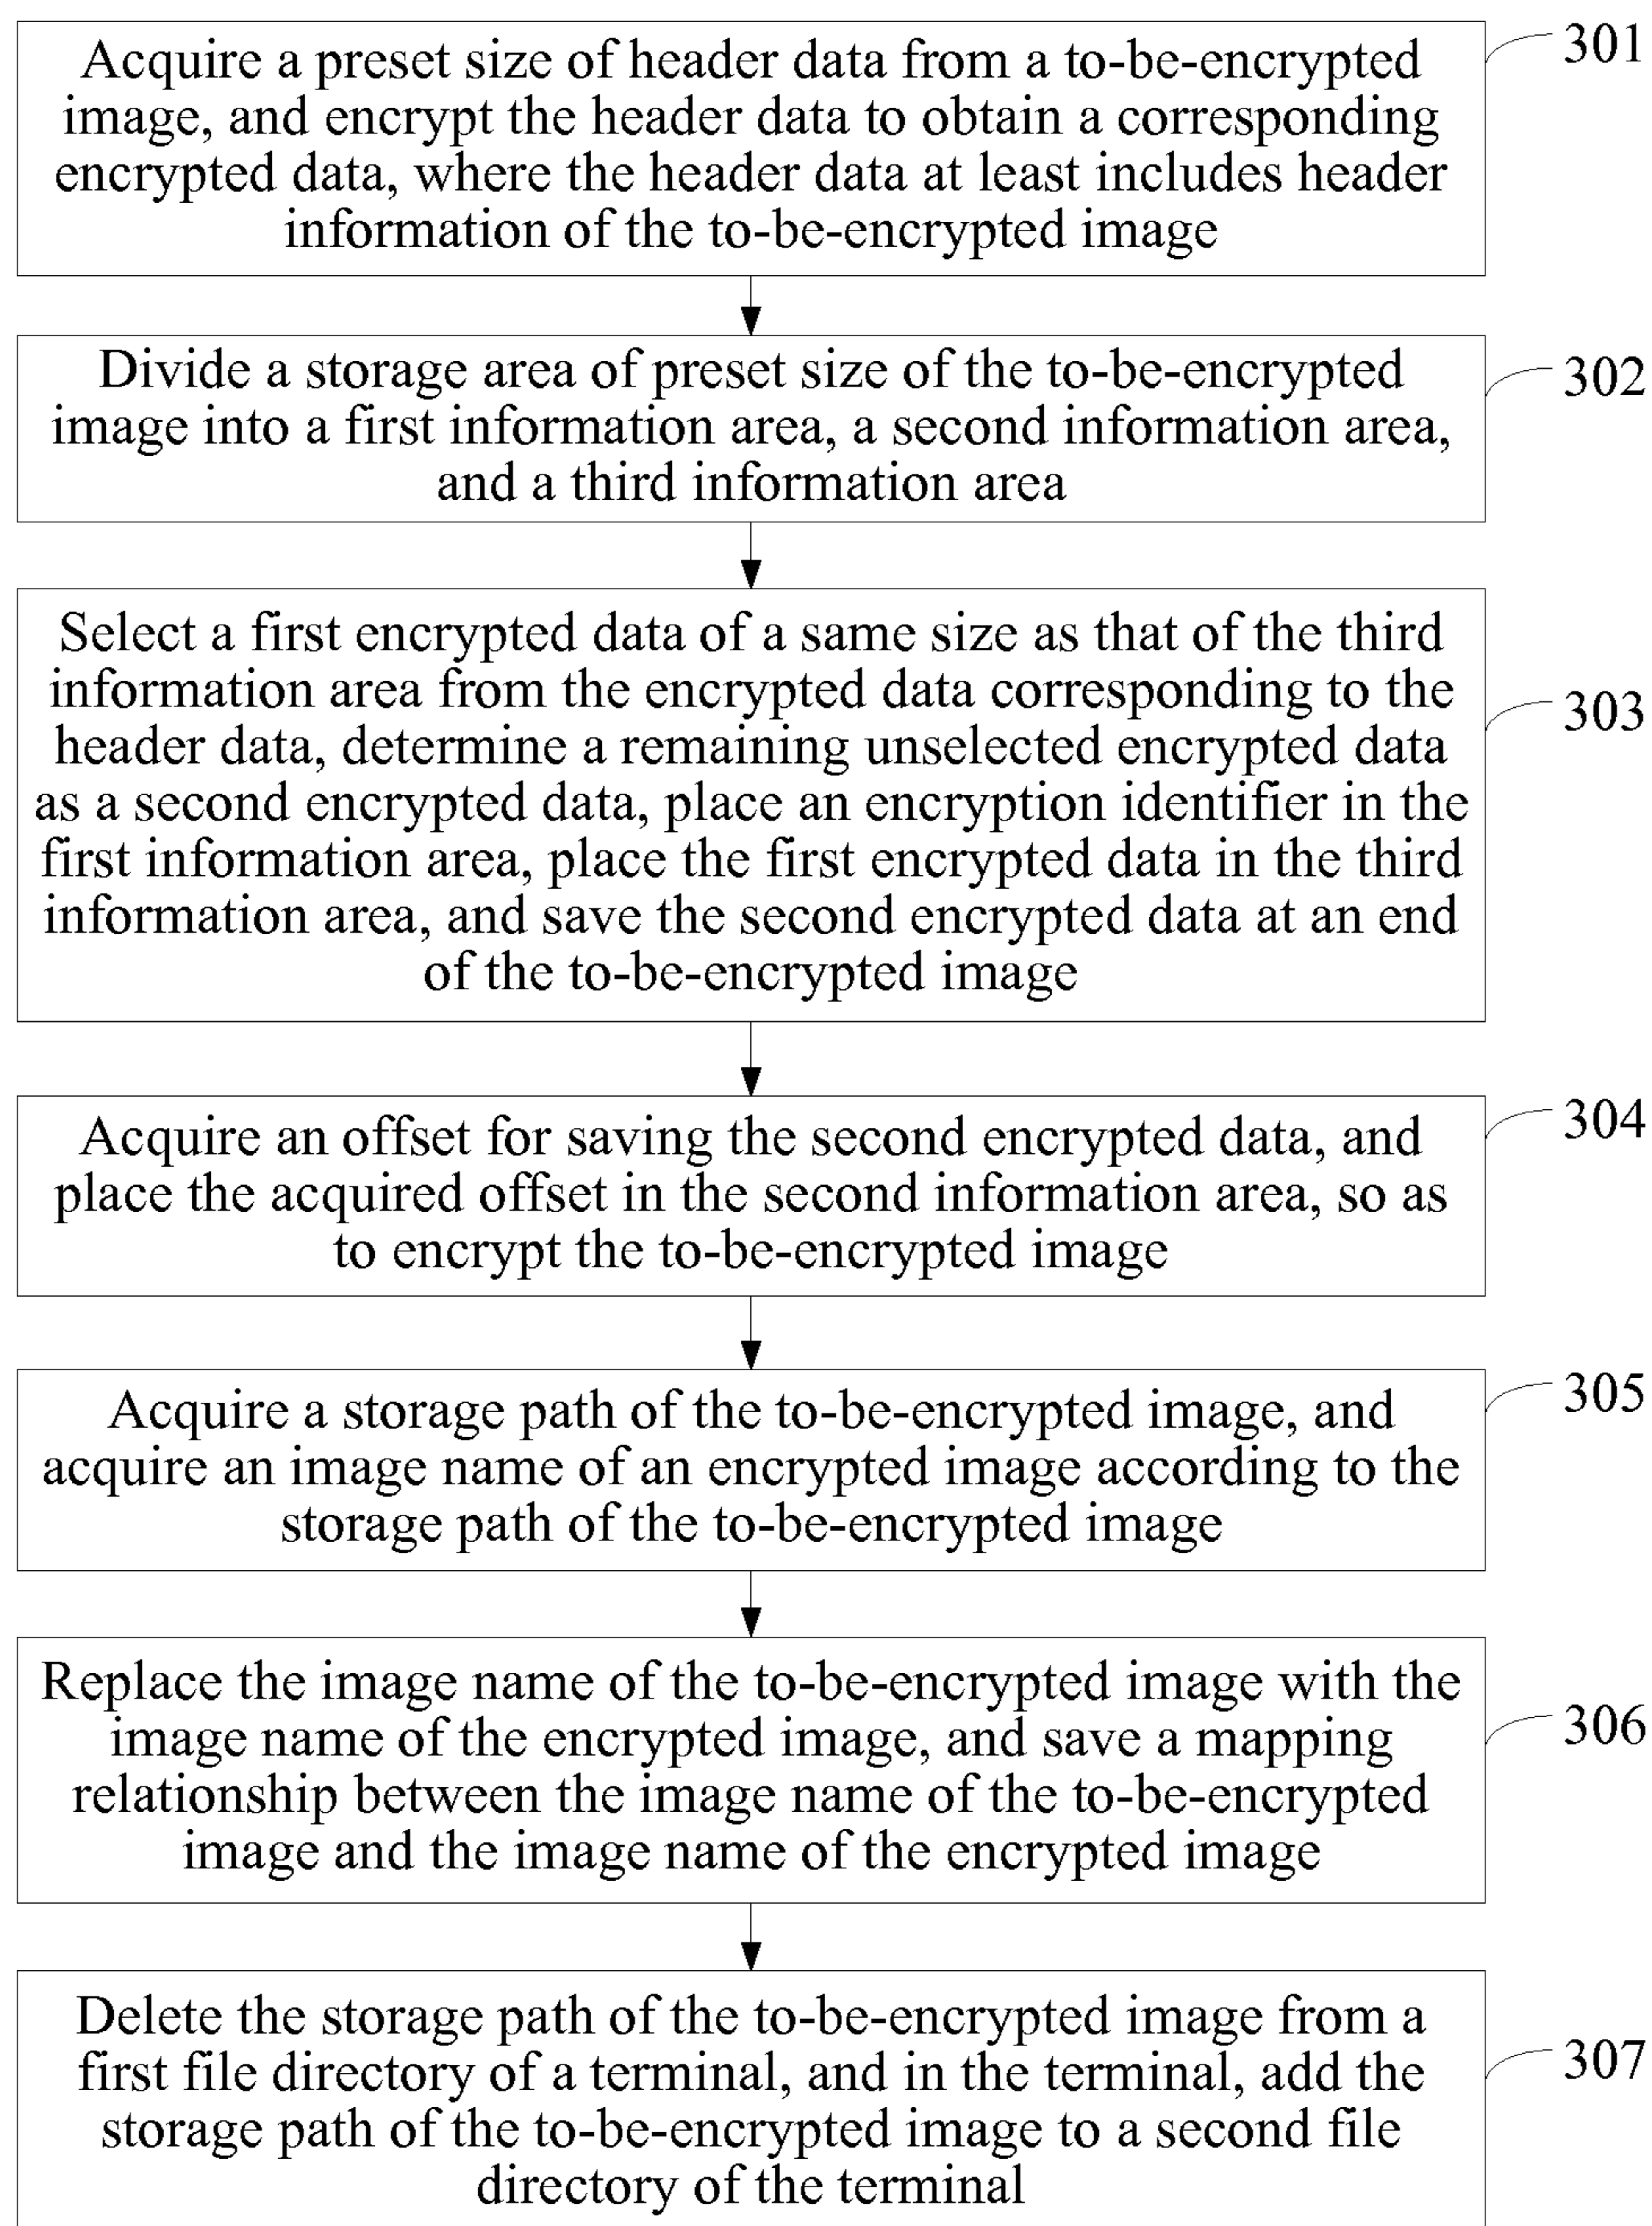 Acquire a preset size of header data from a to-be-encrypted
image, and encrypt the header data to obtain a corresponding
encrypted data, where the header data at least includes header
information of the to-be-encrypted image
301
Divide a storage area of preset size of the to-be-encrypted
image into a first information area, a second information area,
and a third information area
302
Select a first encrypted data of a same size as that of the third
information area from the encrypted data corresponding to the
header data, determine a remaining unselected encrypted data
as a second encrypted data, place an encryption identifier in the
first information area, place the first encrypted data in the third
information area, and save the second encrypted data at an end
of the to-be-encrypted image
303
Acquire an offset for saving the second encrypted data, and
place the acquired offset in the second information area, so as
to encrypt the to-be-encrypted image
304
Acquire a storage path of the to-be-encrypted image, and
acquire an image name of an encrypted image according to the
storage path of the to-be-encrypted image
305
Replace the image name of the to-be-encrypted image with the
image name of the encrypted image, and save a mapping
relationship between the image name of the to-be-encrypted
image and the image name of the encrypted image
306
Delete the storage path of the to-be-encrypted image from a
first file directory of a terminal, and in the terminal, add the
storage path of the to-be-encrypted image to a second file
directory of the terminal
307